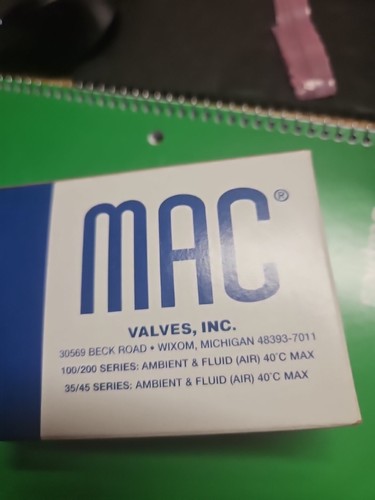 MAC®
VALVES, INC.
30569 BECK ROAD • WIXOM, MICHIGAN 48393-7011
100/200 SERIES: AMBIENT & FLUID (AIR) 40°C MAX
35/45 SERIES: AMBIENT & FLUID (AIR) 40°C MAX